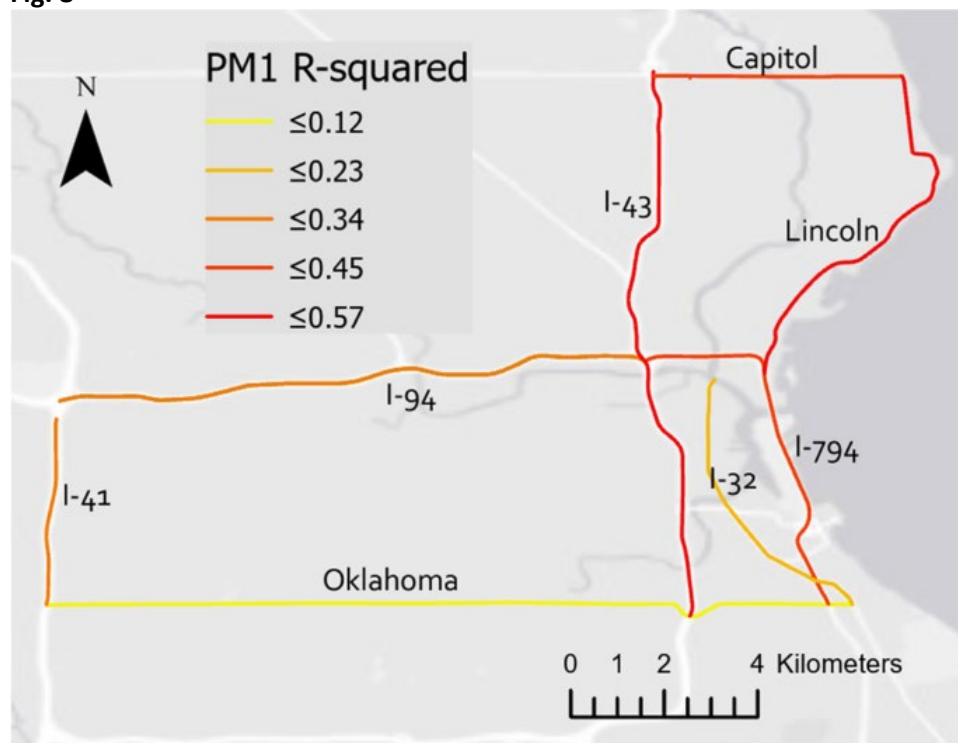 PM1 R-squared
≤0.12
≤0.23
≤0.34
≤0.45
≤0.57
N
Capitol
I-43
Lincoln
I-94
I-794
I-32
I-41
Oklahoma
0 1 2 4 Kilometers